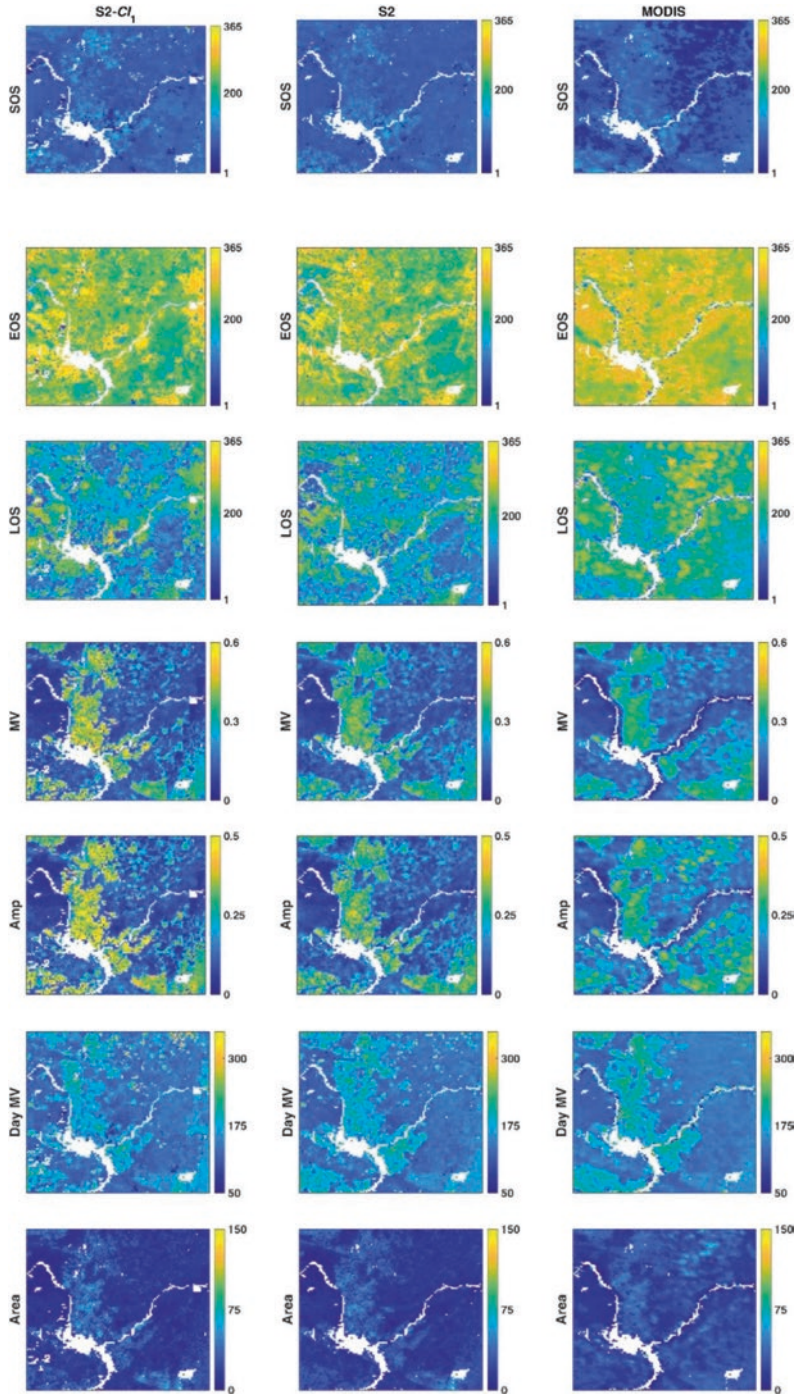 S2-CI1 S2 MODIS
SOS 365 200 1 SOS 365 200 1 SOS 365 200 1
EOS 365 200 1 EOS 365 200 1 EOS 365 200 1
LOS 365 200 1 LOS 365 200 1 LOS 365 200 1
MV 0.6 0.3 0 MV 0.6 0.3 0 MV 0.6 0.3 0
Amp 0.5 0.25 0 Amp 0.5 0.25 0 Amp 0.5 0.25 0
Day MV 300 175 50 Day MV 300 175 50 Day MV 300 175 50
Area 150 75 0 Area 150 75 0 Area 150 75 0